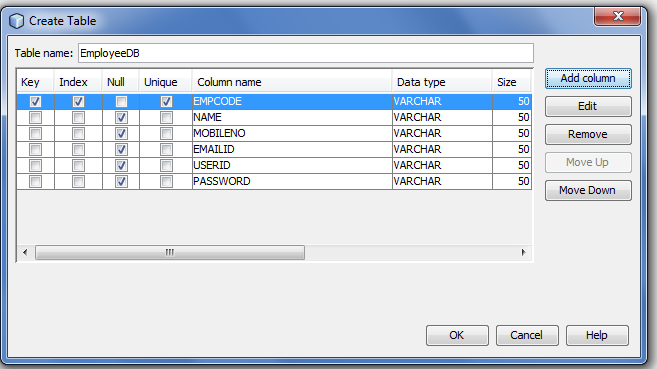 Create Table
Table name: EmployeeDB
Key Index Null Unique Column name Data type Size
EMPCODE VARCHAR 50
NAME VARCHAR 50
MOBILENO VARCHAR 50
EMAILID VARCHAR 50
USERID VARCHAR 50
PASSWORD VARCHAR 50
Add column
Edit
Remove
Move Up
Move Down
OK Cancel Help